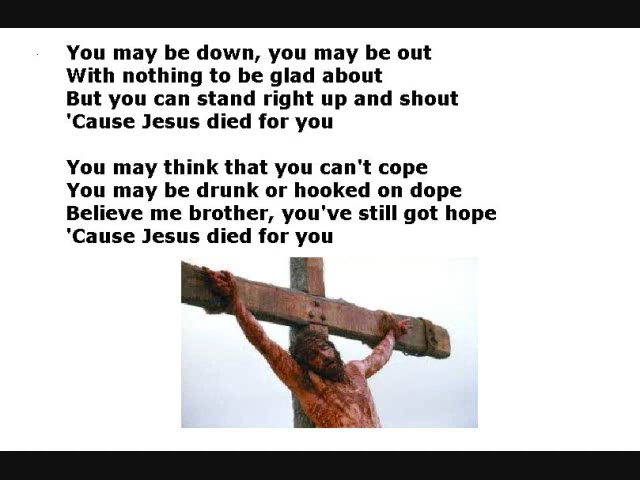 You may be down, you may be out
With nothing to be glad about
But you can stand right up and shout
'Cause Jesus died for you
You may think that you can't cope
You may be drunk or hooked on dope
Believe me brother, you've still got hope
'Cause Jesus died for you